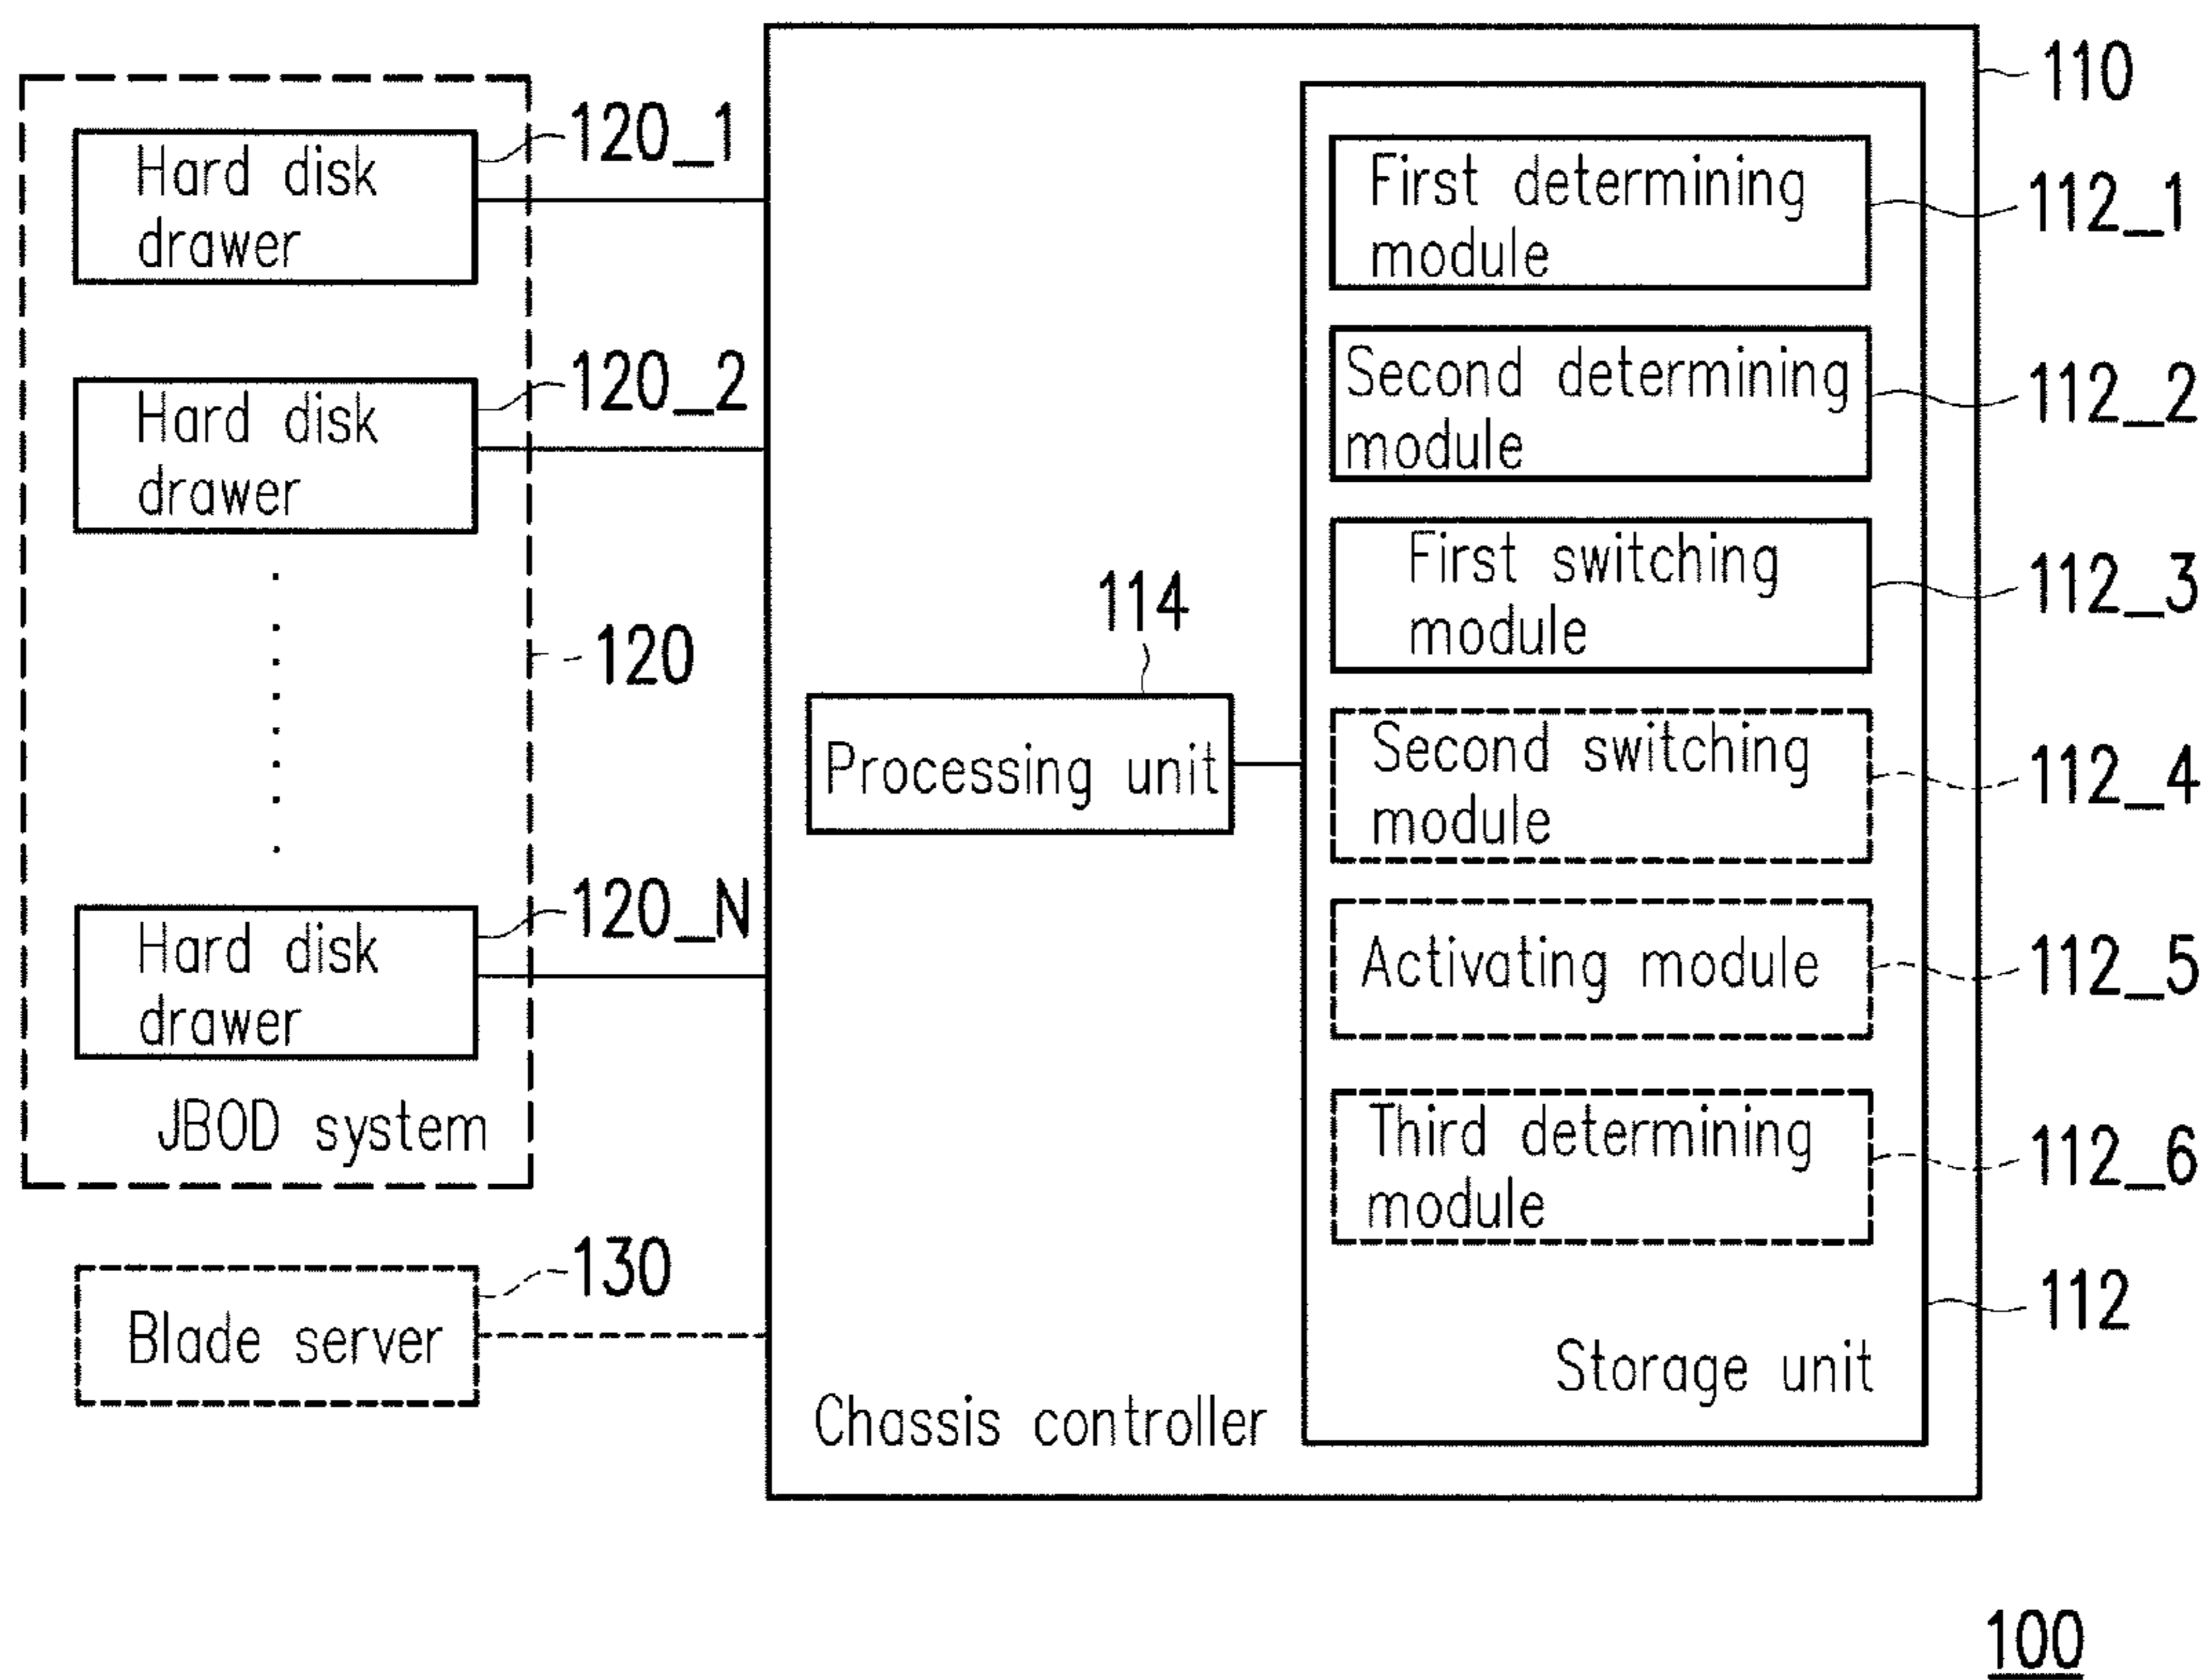 110
120_1
Hard disk
drawer
First determining
module
112_1
120_2
Hard disk
drawer
Second determining
module
112_2
First switching
module
112_3
114
120
Processing unit
Second switching
module
112_4
120_N
Hard disk
drawer
Activating module
112_5
JBOD system
Third determining
module
112_6
130
Blade server
112
Storage unit
Chassis controller
100